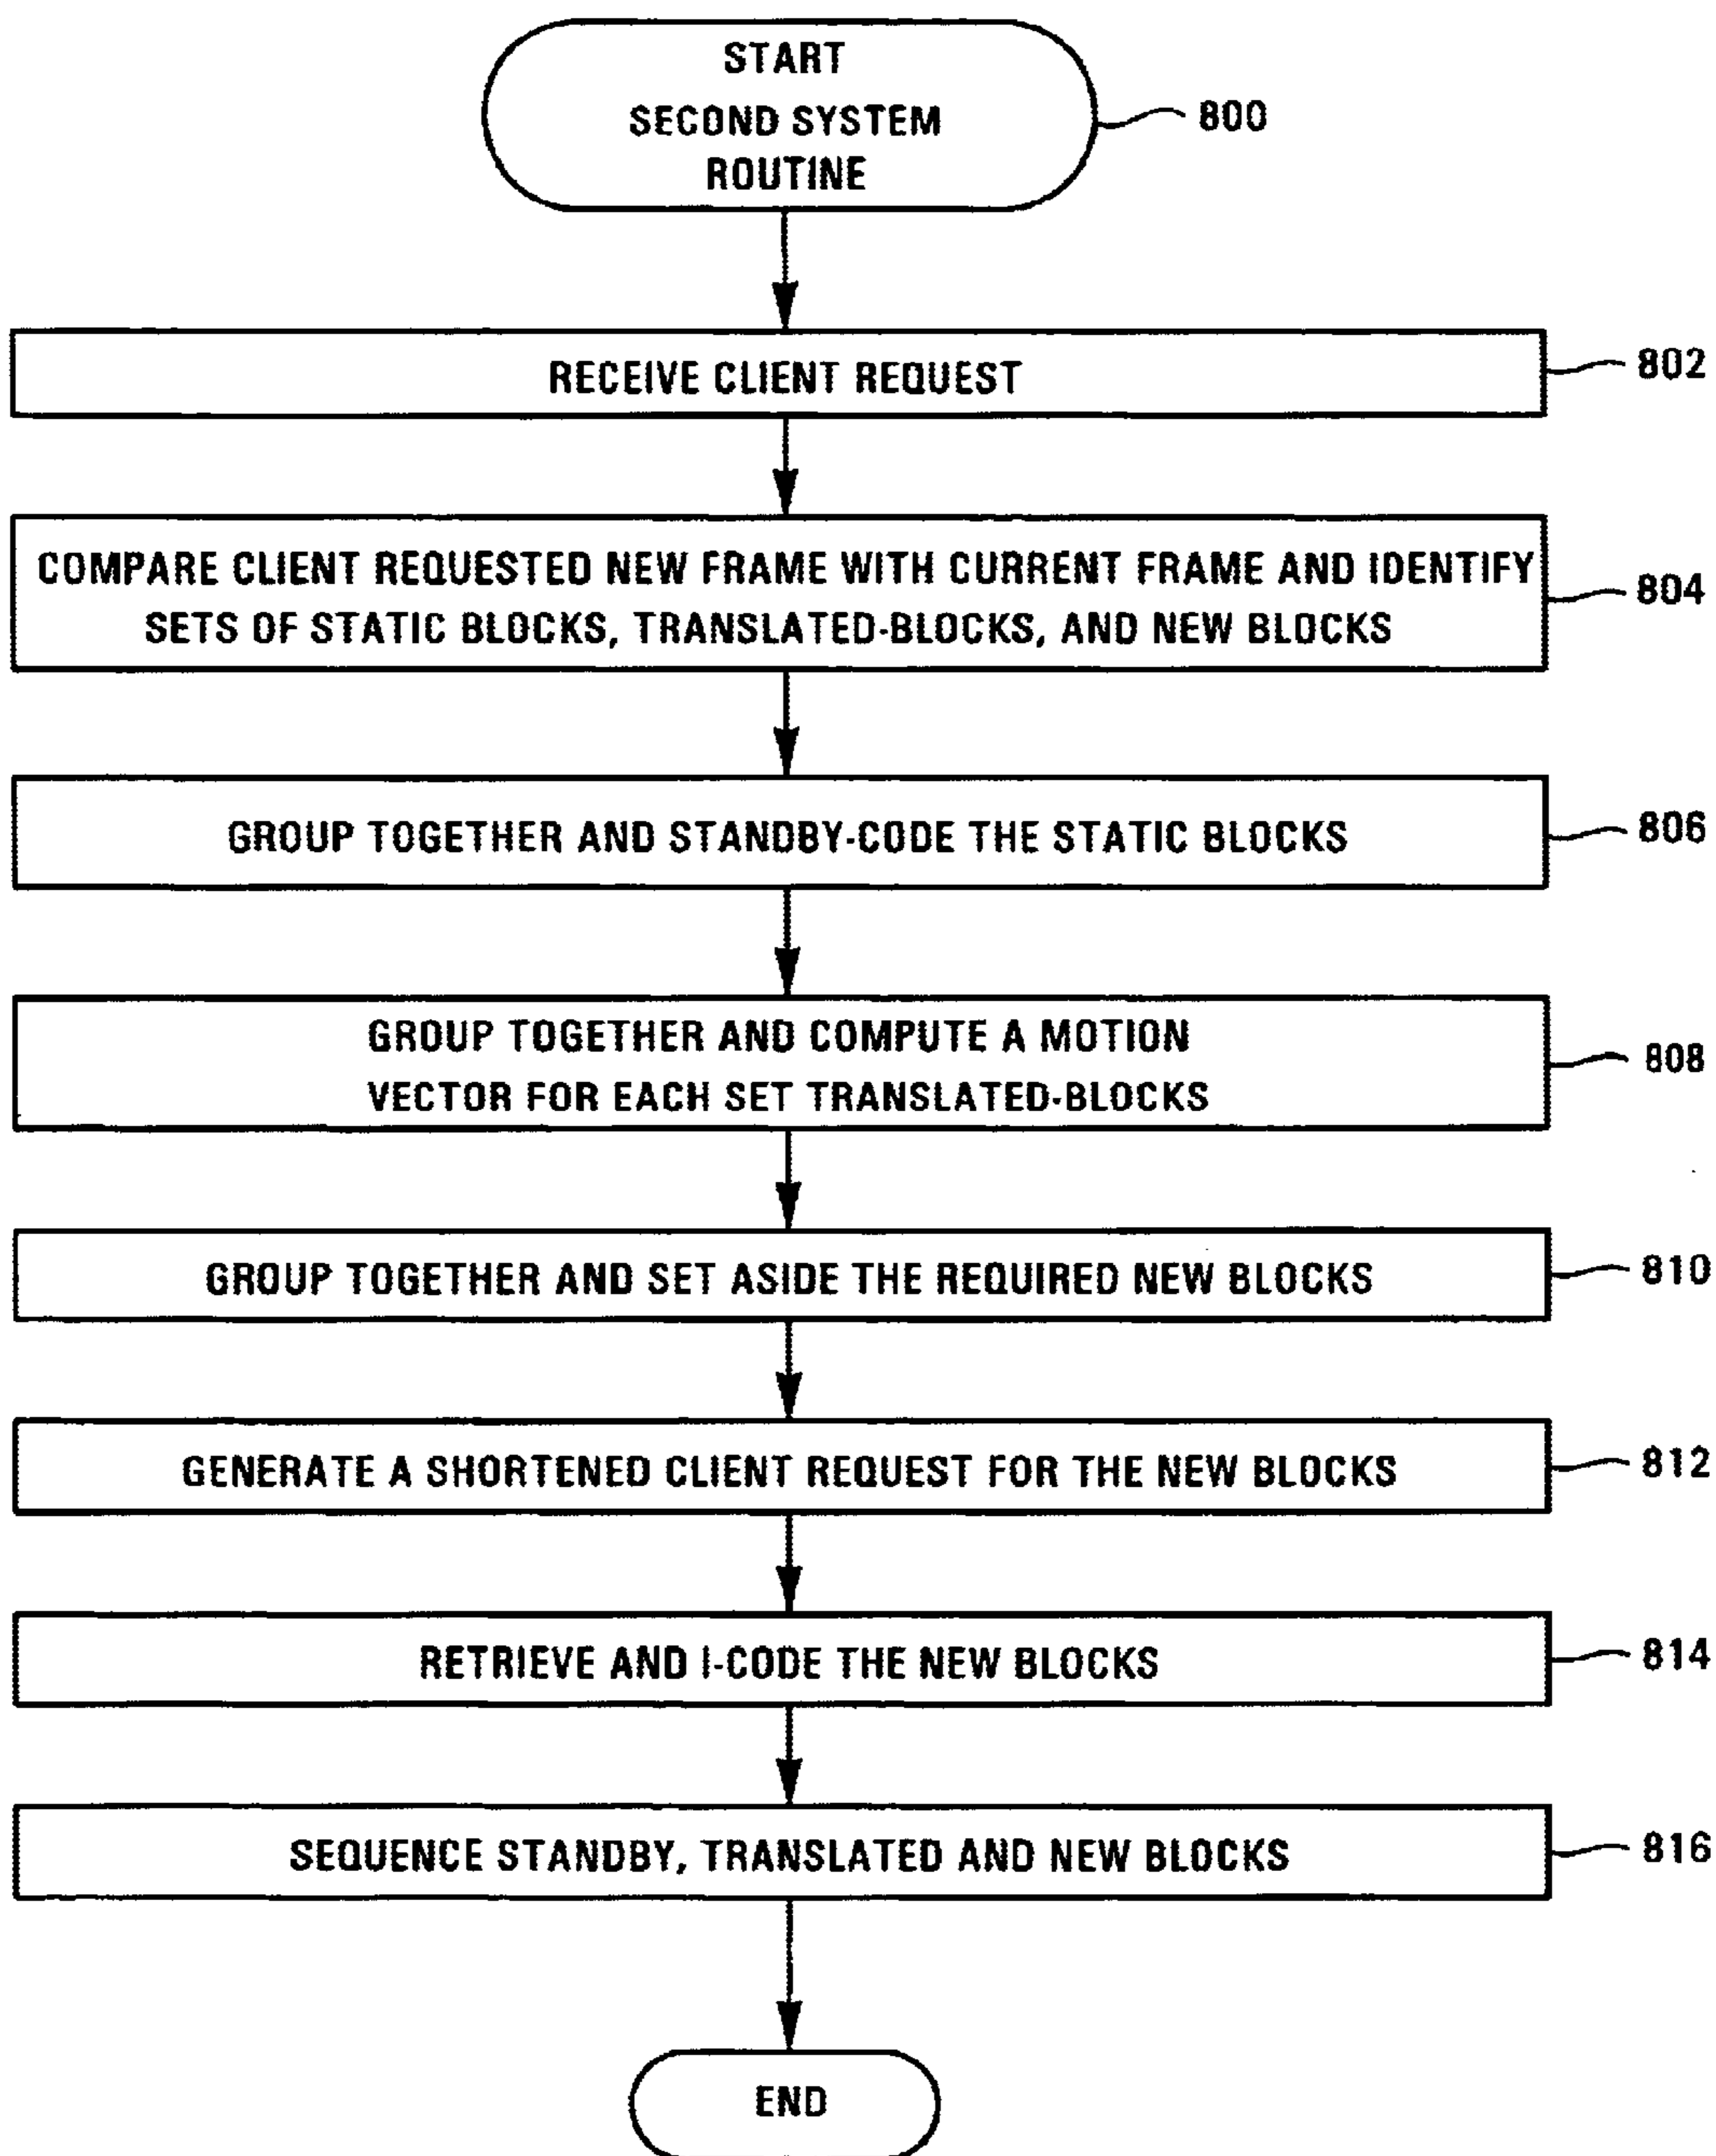 START
SECOND SYSTEM
ROUTINE
800
RECEIVE CLIENT REQUEST
802
COMPARE CLIENT REQUESTED NEW FRAME WITH CURRENT FRAME AND IDENTIFY
SETS OF STATIC BLOCKS, TRANSLATED-BLOCKS, AND NEW BLOCKS
804
GROUP TOGETHER AND STANDBY-CODE THE STATIC BLOCKS
806
GROUP TOGETHER AND COMPUTE A MOTION
VECTOR FOR EACH SET TRANSLATED-BLOCKS
808
GROUP TOGETHER AND SET ASIDE THE REQUIRED NEW BLOCKS
810
GENERATE A SHORTENED CLIENT REQUEST FOR THE NEW BLOCKS
812
RETRIEVE AND I-CODE THE NEW BLOCKS
814
SEQUENCE STANDBY, TRANSLATED AND NEW BLOCKS
816
END